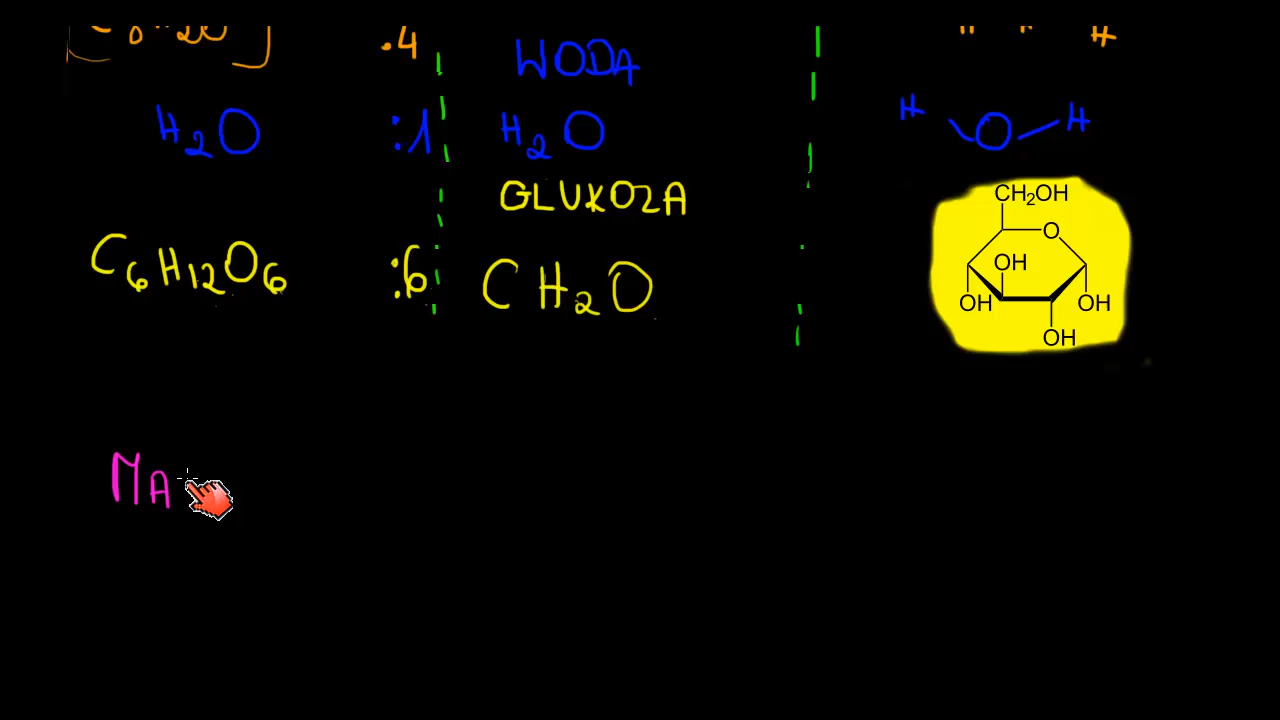 :4
WODA
H₂O :1 H₂O
H O H
GLUKOZA
C₆H₁₂O₆ :6 CH₂O
CH₂OH
O
OH
OH OH
OH
MA